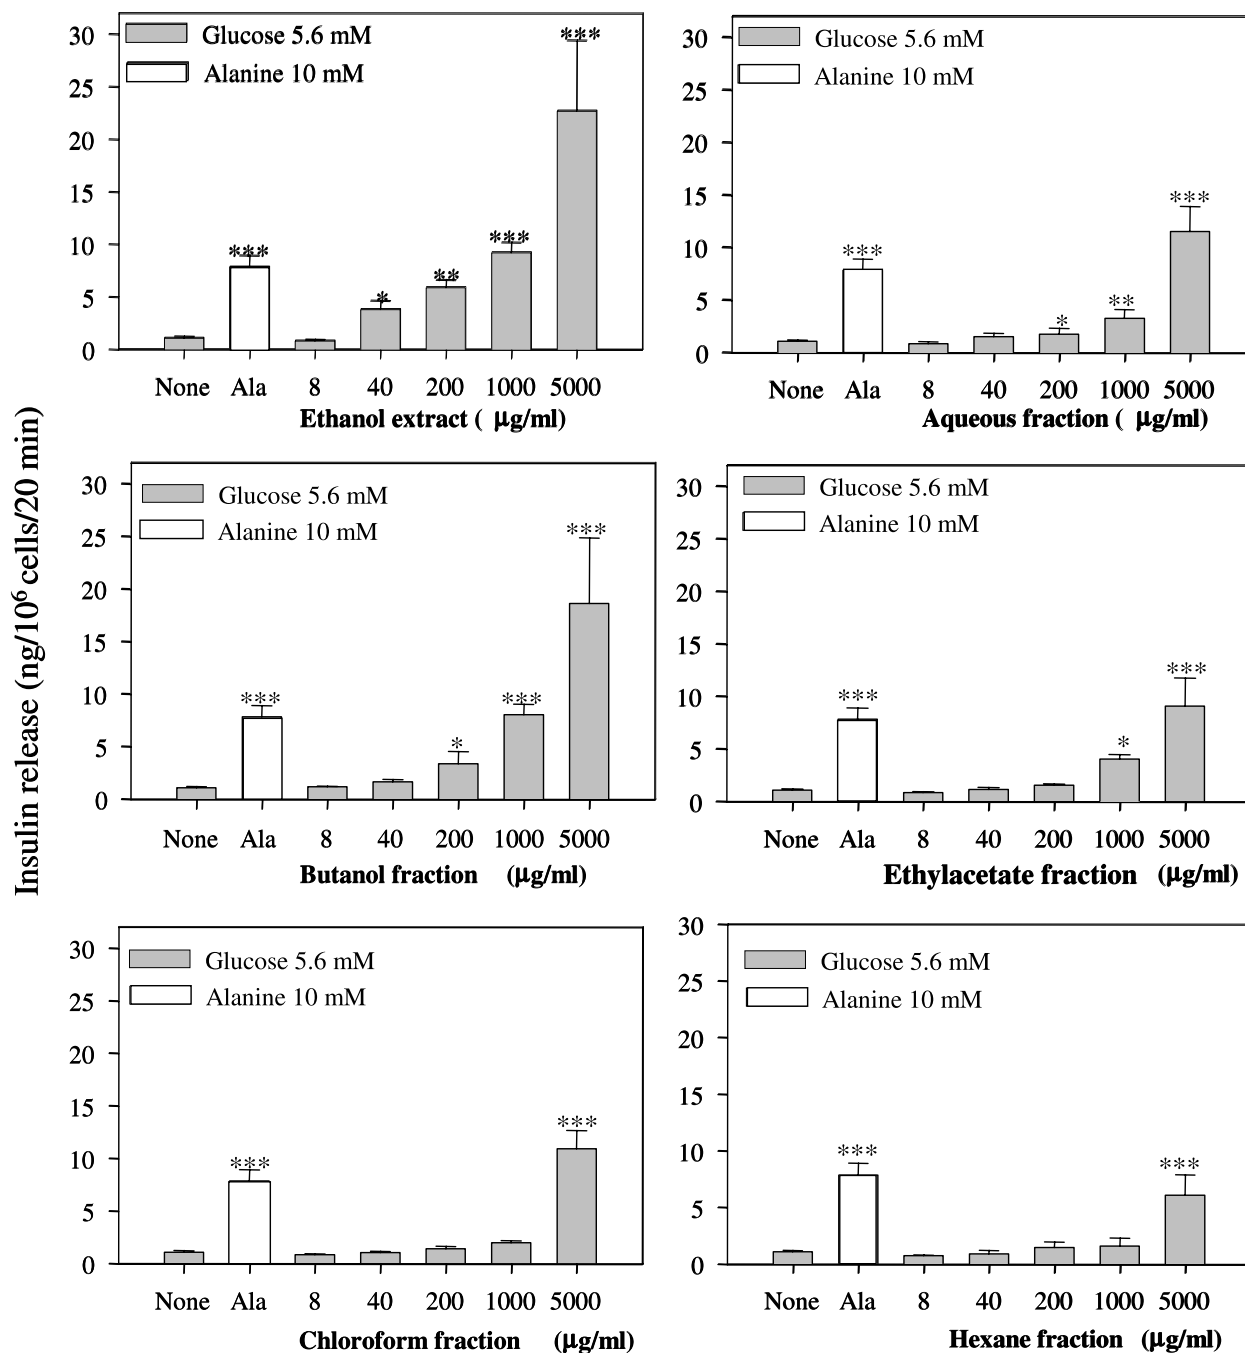 Insulin release (ng/10⁶ cells/20 min)
30
25
20
15
10
5
0
Glucose 5.6 mM
Alanine 10 mM
***
*
**
***
***
None Ala 8 40 200 1000 5000
Ethanol extract ( μg/ml)
30
25
20
15
10
5
0
Glucose 5.6 mM
Alanine 10 mM
***
*
**
***
None Ala 8 40 200 1000 5000
Aqueous fraction ( μg/ml)
30
25
20
15
10
5
0
Glucose 5.6 mM
Alanine 10 mM
***
*
***
***
None Ala 8 40 200 1000 5000
Butanol fraction (μg/ml)
30
25
20
15
10
5
0
Glucose 5.6 mM
Alanine 10 mM
***
*
***
None Ala 8 40 200 1000 5000
Ethylacetate fraction (μg/ml)
30
25
20
15
10
5
0
Glucose 5.6 mM
Alanine 10 mM
***
***
None Ala 8 40 200 1000 5000
Chloroform fraction (μg/ml)
30
25
20
15
10
5
0
Glucose 5.6 mM
Alanine 10 mM
***
***
None Ala 8 40 200 1000 5000
Hexane fraction (μg/ml)